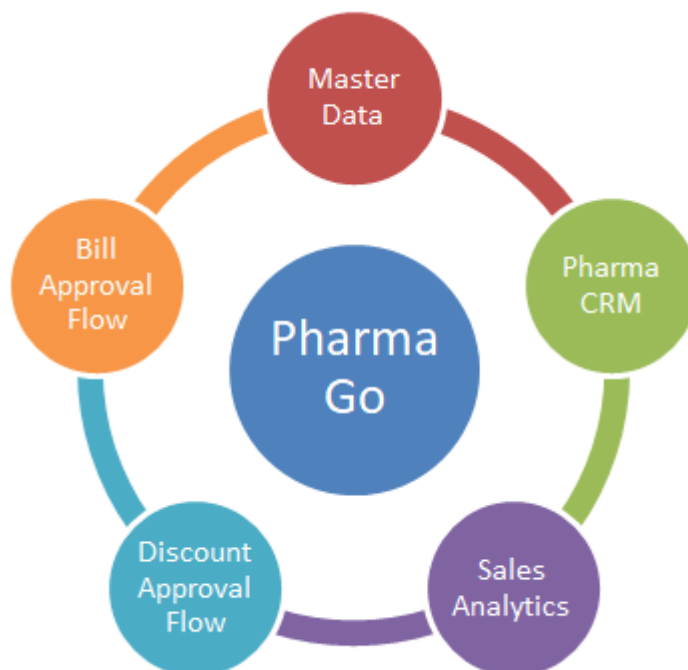 Master
Data
Pharma
CRM
Sales
Analytics
Discount
Approval
Flow
Bill
Approval
Flow
Pharma
Go